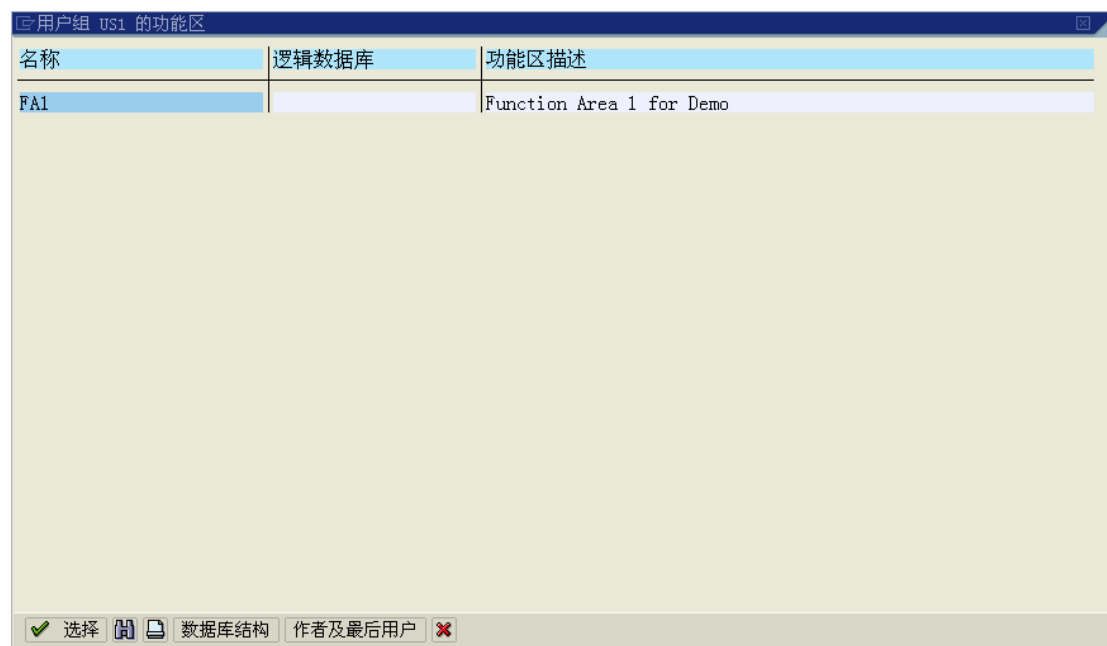 用户组 US1 的功能区
名称 逻辑数据库 功能区描述
FA1 Function Area 1 for Demo
选择 数据库结构 作者及最后用户